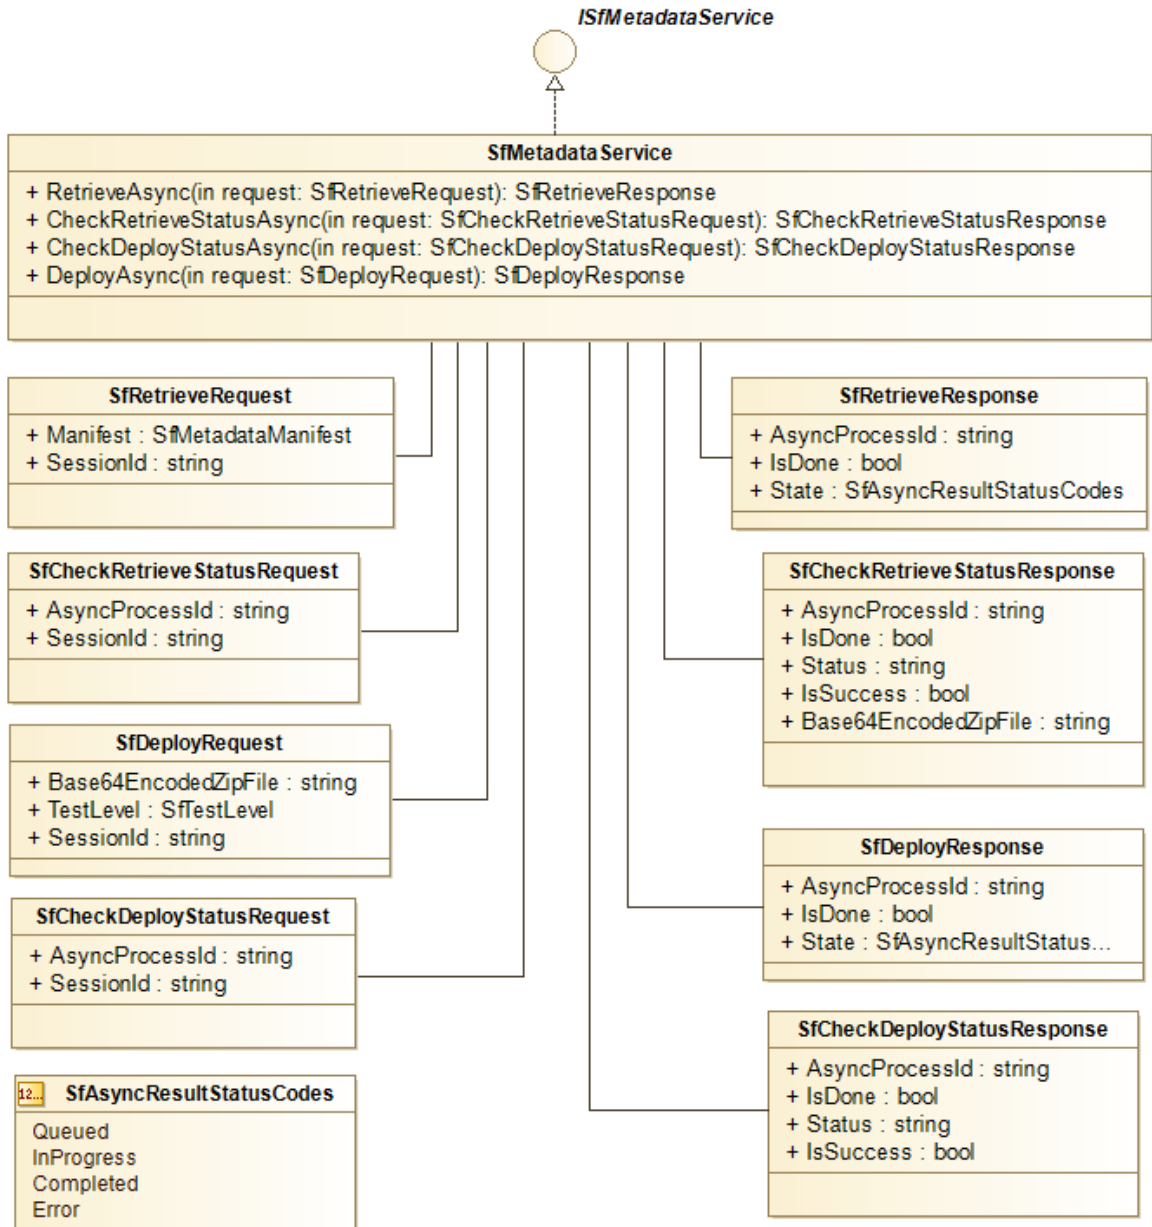 ISfMetadataService
SfMetadataService
+ RetrieveAsync(in request: SfRetrieveRequest): SfRetrieveResponse
+ CheckRetrieveStatusAsync(in request: SfCheckRetrieveStatusRequest): SfCheckRetrieveStatusResponse
+ CheckDeployStatusAsync(in request: SfCheckDeployStatusRequest): SfCheckDeployStatusResponse
+ DeployAsync(in request: SfDeployRequest): SfDeployResponse
SfRetrieveRequest
+ Manifest : SfMetadataManifest
+ SessionId : string
SfCheckRetrieveStatusRequest
+ AsyncProcessId : string
+ SessionId : string
SfDeployRequest
+ Base64EncodedZipFile : string
+ TestLevel : SfTestLevel
+ SessionId : string
SfCheckDeployStatusRequest
+ AsyncProcessId : string
+ SessionId : string
12... SfAsyncResultStatusCodes
Queued
InProgress
Completed
Error
SfRetrieveResponse
+ AsyncProcessId : string
+ IsDone : bool
+ State : SfAsyncResultStatusCodes
SfCheckRetrieveStatusResponse
+ AsyncProcessId : string
+ IsDone : bool
+ Status : string
+ IsSuccess : bool
+ Base64EncodedZipFile : string
SfDeployResponse
+ AsyncProcessId : string
+ IsDone : bool
+ State : SfAsyncResultStatus...
SfCheckDeployStatusResponse
+ AsyncProcessId : string
+ IsDone : bool
+ Status : string
+ IsSuccess : bool